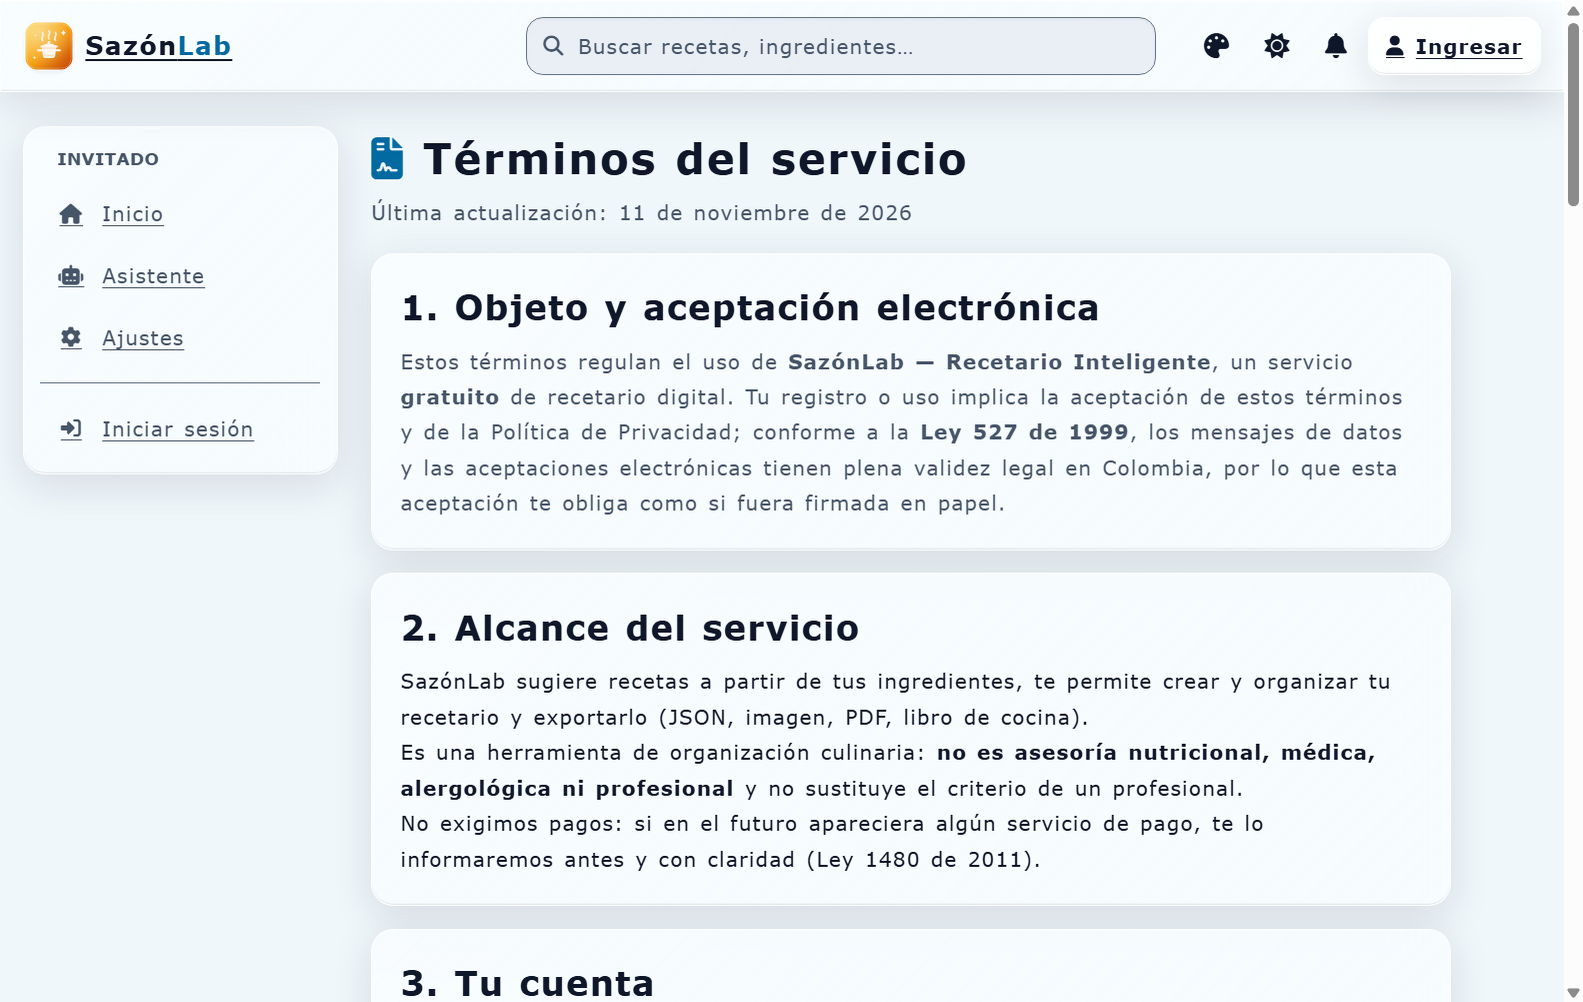 SazónLab
Buscar recetas, ingredientes…
Ingresar
INVITADO
Inicio
Asistente
Ajustes
Iniciar sesión
Términos del servicio
Última actualización: 11 de noviembre de 2026
1. Objeto y aceptación electrónica
Estos términos regulan el uso de SazónLab — Recetario Inteligente, un servicio
gratuito de recetario digital. Tu registro o uso implica la aceptación de estos términos
y de la Política de Privacidad; conforme a la Ley 527 de 1999, los mensajes de datos
y las aceptaciones electrónicas tienen plena validez legal en Colombia, por lo que esta
aceptación te obliga como si fuera firmada en papel.
2. Alcance del servicio
SazónLab sugiere recetas a partir de tus ingredientes, te permite crear y organizar tu
recetario y exportarlo (JSON, imagen, PDF, libro de cocina).
Es una herramienta de organización culinaria: no es asesoría nutricional, médica,
alergológica ni profesional y no sustituye el criterio de un profesional.
No exigimos pagos: si en el futuro apareciera algún servicio de pago, te lo
informaremos antes y con claridad (Ley 1480 de 2011).
3. Tu cuenta